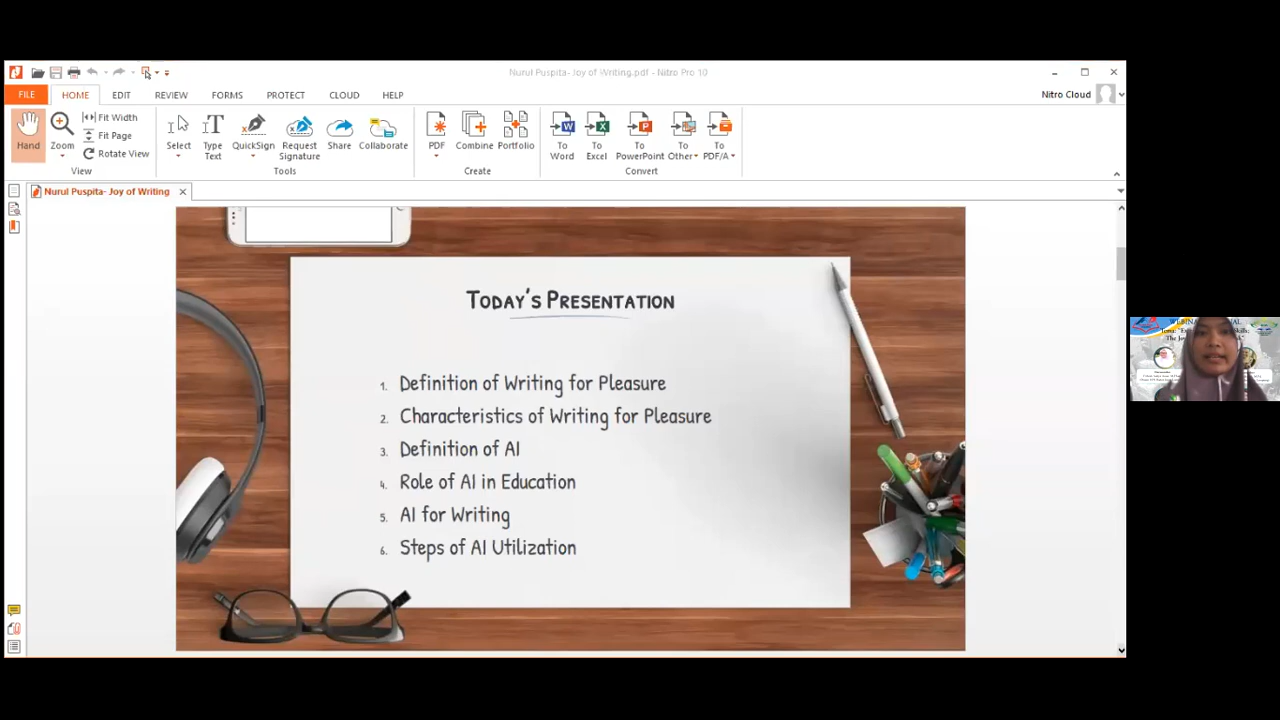 Nurul Puspita- Joy of Writing.pdf - Nitro Pro 10
FILE HOME EDIT REVIEW FORMS PROTECT CLOUD HELP
Nitro Cloud
Hand
Zoom
Fit Width
Fit Page
Rotate View
View
Select
Type Text
QuickSign
Request Signature
Share
Collaborate
Tools
PDF
Combine
Portfolio
Create
To Word
To Excel
To PowerPoint
To Other
To PDF/A
Convert
Nurul Puspita- Joy of Writing
Today's Presentation
1. Definition of Writing for Pleasure
2. Characteristics of Writing for Pleasure
3. Definition of AI
4. Role of AI in Education
5. AI for Writing
6. Steps of AI Utilization